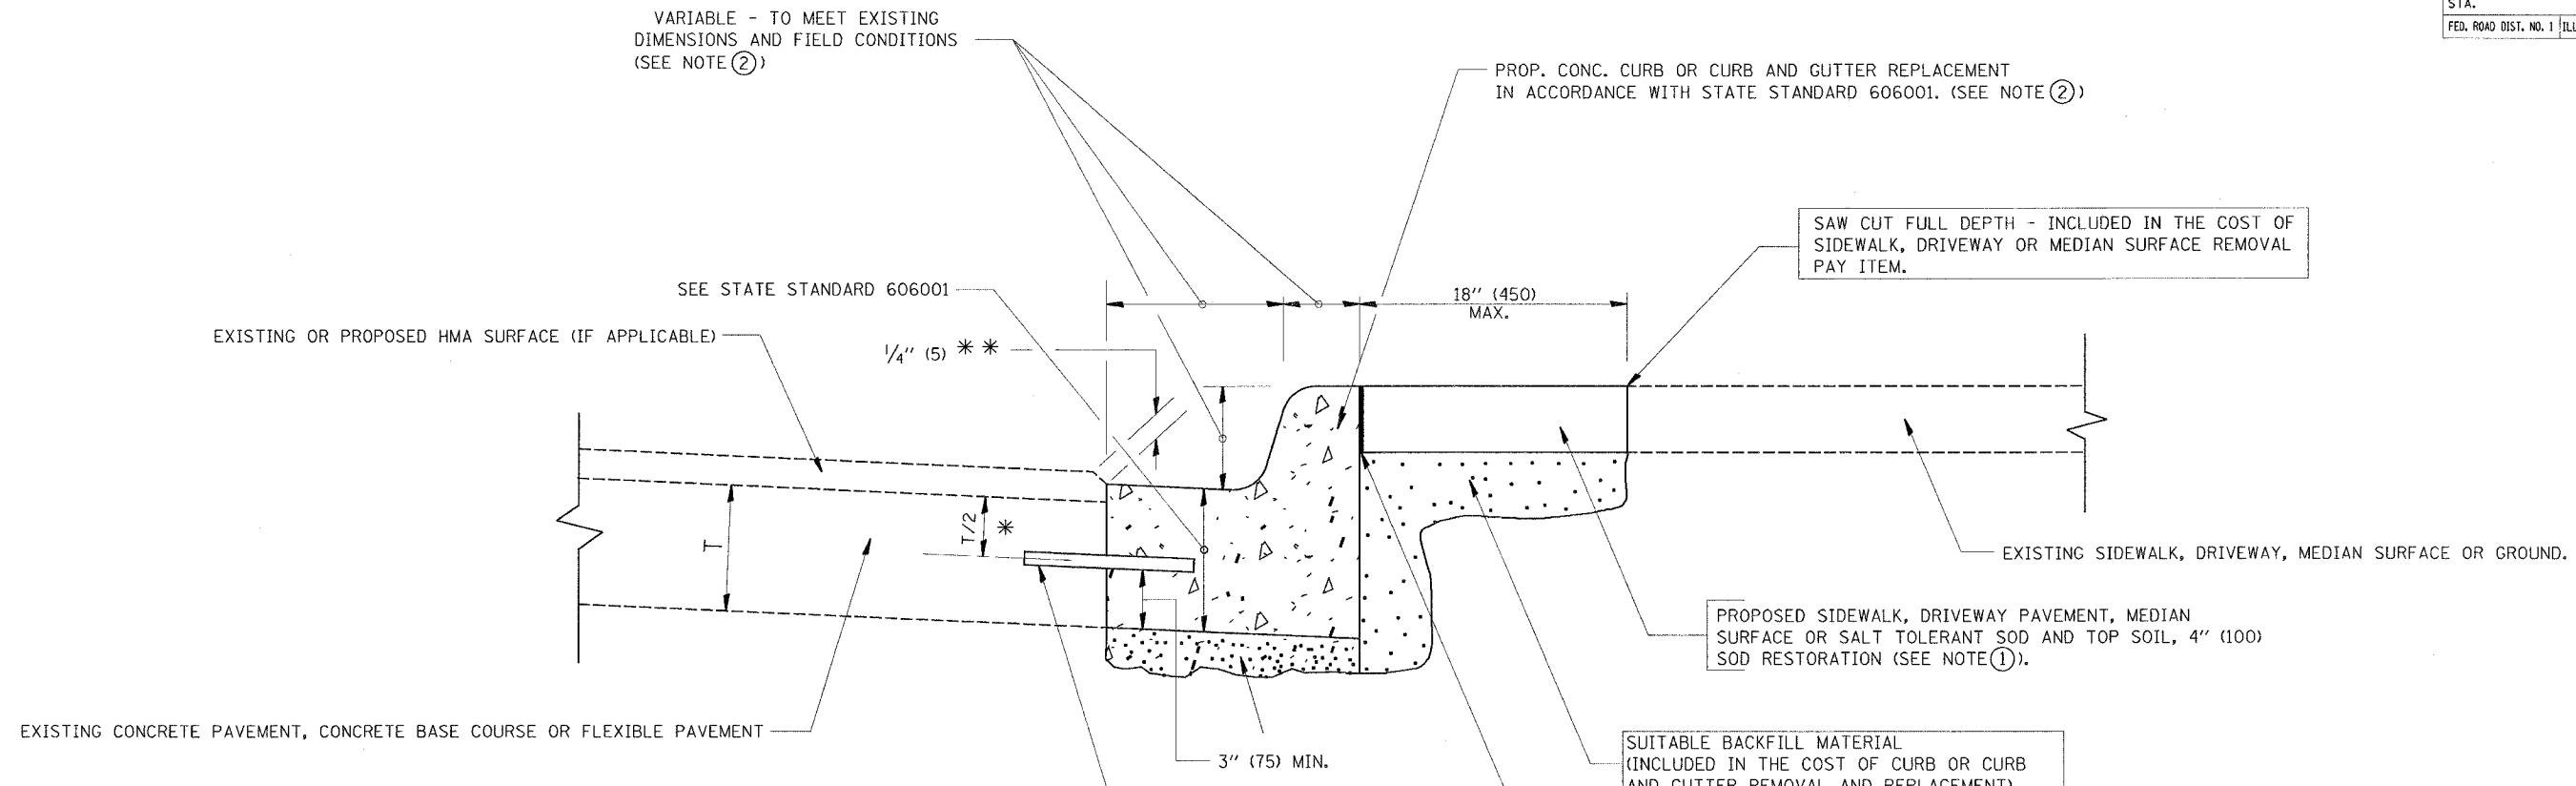 STA.
FED. ROAD DIST. NO. 1
VARIABLE - TO MEET EXISTING
DIMENSIONS AND FIELD CONDITIONS
(SEE NOTE ②)
PROP. CONC. CURB OR CURB AND GUTTER REPLACEMENT
IN ACCORDANCE WITH STATE STANDARD 606001. (SEE NOTE ②)
SAW CUT FULL DEPTH - INCLUDED IN THE COST OF
SIDEWALK, DRIVEWAY OR MEDIAN SURFACE REMOVAL
PAY ITEM.
SEE STATE STANDARD 606001
18" (450)
MAX.
EXISTING OR PROPOSED HMA SURFACE (IF APPLICABLE)
1/4" (5) * *
T
T/2 *
EXISTING SIDEWALK, DRIVEWAY, MEDIAN SURFACE OR GROUND.
PROPOSED SIDEWALK, DRIVEWAY PAVEMENT, MEDIAN
SURFACE OR SALT TOLERANT SOD AND TOP SOIL, 4" (100)
SOD RESTORATION (SEE NOTE ①).
EXISTING CONCRETE PAVEMENT, CONCRETE BASE COURSE OR FLEXIBLE PAVEMENT
3" (75) MIN.
SUITABLE BACKFILL MATERIAL
(INCLUDED IN THE COST OF CURB OR CURB
AND GUTTER REMOVAL AND REPLACEMENT)